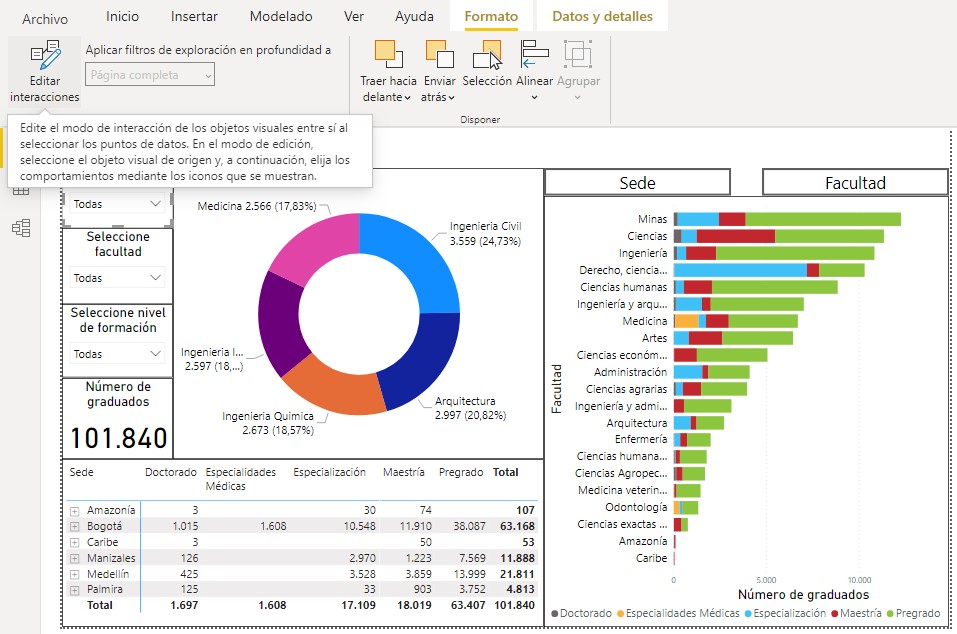 Archivo Inicio Insertar Modelado Ver Ayuda Formato Datos y detalles
Editar
interacciones
Aplicar filtros de exploración en profundidad a
Página completa
Traer hacia
delante
Enviar
atrás
Selección
Alinear
Agrupar
Disponer
Edite el modo de interacción de los objetos visuales entre sí al
seleccionar los puntos de datos. En el modo de edición,
seleccione el objeto visual de origen y, a continuación, elija los
comportamientos mediante los iconos que se muestran.
Todas
Seleccione
facultad
Todas
Seleccione nivel
de formación
Todas
Número de
graduados
101.840
Medicina 2.566 (17,83%)
Ingenieria Civil
3.559 (24,73%)
Ingenieria I...
2.597 (18,...)
Ingenieria Quimica
2.673 (18,57%)
Arquitectura
2.997 (20,82%)
Sede Doctorado Especialidades Especialización Maestría Pregrado Total
Médicas
Amazonía 3 30 74 107
Bogotá 1.015 1.608 10.548 11.910 38.087 63.168
Caribe 3 50 53
Manizales 126 2.970 1.223 7.569 11.888
Medellín 425 3.528 3.859 13.999 21.811
Palmira 125 33 903 3.752 4.813
Total 1.697 1.608 17.109 18.019 63.407 101.840
Sede
Facultad
Facultad
Minas
Ciencias
Ingeniería
Derecho, ciencia...
Ciencias humanas
Ingeniería y arqu...
Medicina
Artes
Ciencias económ...
Administración
Ciencias agrarias
Ingeniería y admi...
Arquitectura
Enfermería
Ciencias humana...
Ciencias Agropec...
Medicina veterin...
Odontología
Ciencias exactas ...
Amazonía
Caribe
0 5.000 10.000
Número de graduados
Doctorado Especialidades Médicas Especialización Maestría Pregrado